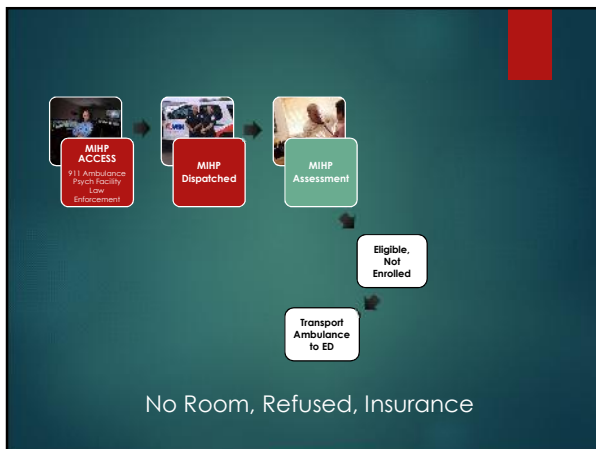 MIHP
ACCESS
911 Ambulance
Psych Facility
Law
Enforcement
MIHP
Dispatched
MIHP
Assessment
Eligible,
Not
Enrolled
Transport
Ambulance
to ED
No Room, Refused, Insurance